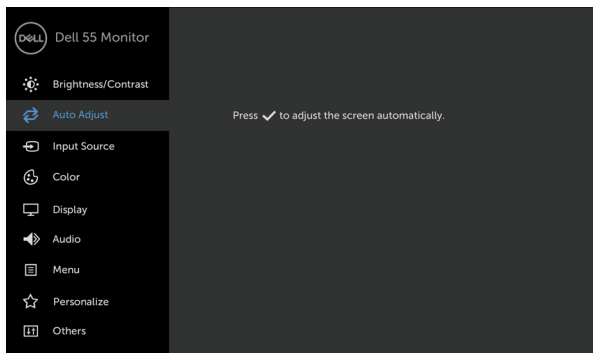 DELL Dell 55 Monitor
Brightness/Contrast
Auto Adjust
Press ✓ to adjust the screen automatically.
Input Source
Color
Display
Audio
Menu
Personalize
Others